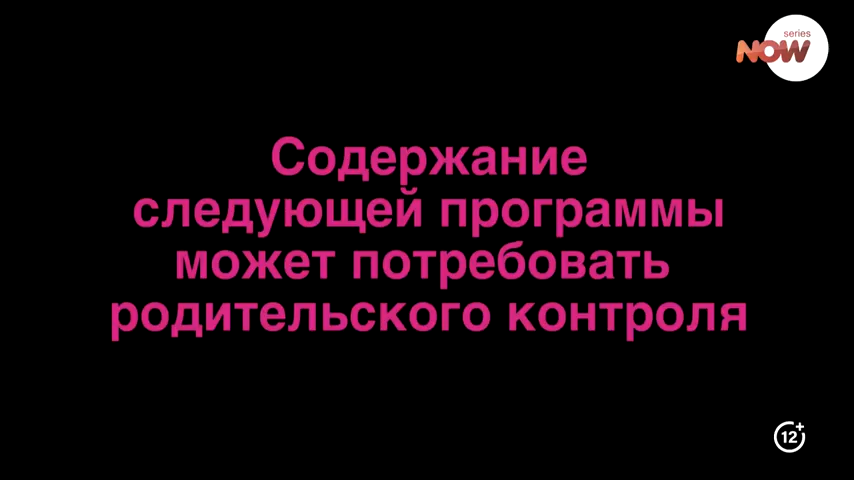 series
NOW
Содержание
следующей программы
может потребовать
родительского контроля
12+